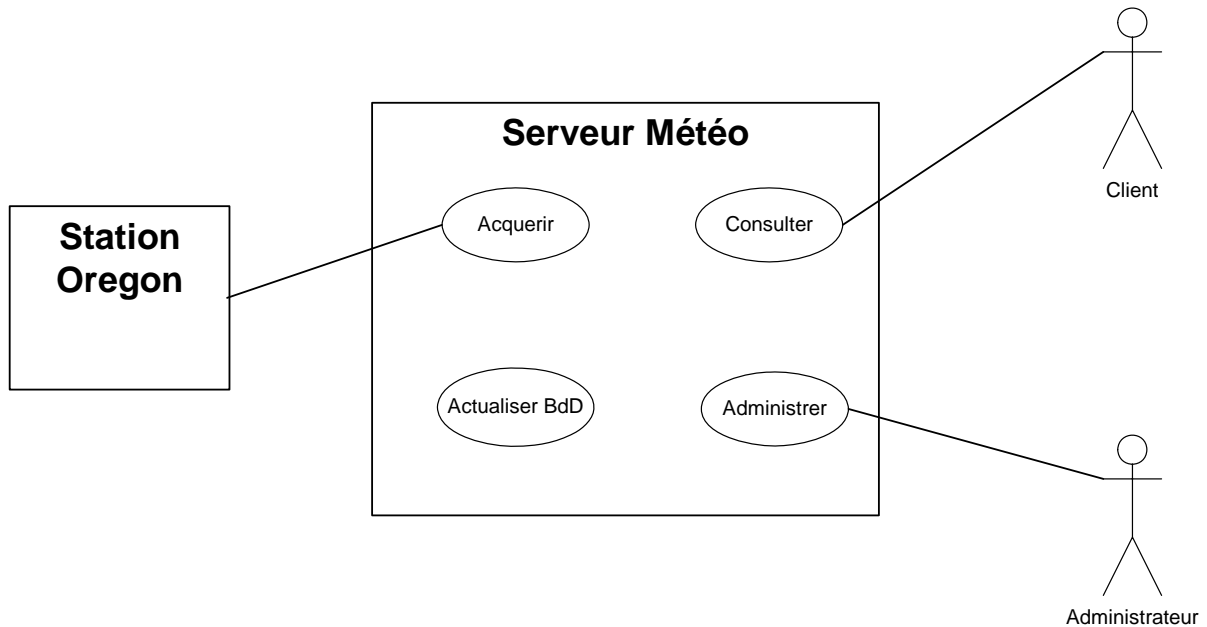 Serveur Météo
Station
Oregon
Acquerir
Consulter
Actualiser BdD
Administrer
Client
Administrateur